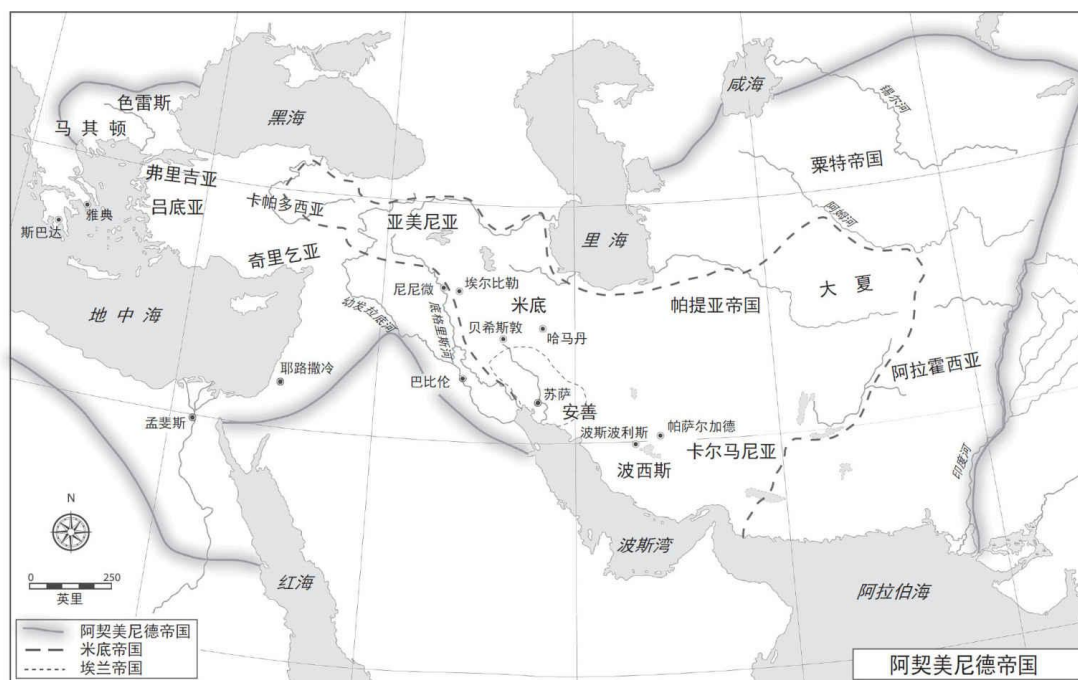 色雷斯
马其顿
黑海
咸海
锡尔河
粟特帝国
弗里吉亚
吕底亚
卡帕多西亚
亚美尼亚
雅典
斯巴达
奇里乞亚
里海
阿姆河
大夏
尼尼微
埃尔比勒
米底
帕提亚帝国
地中海
幼发拉底河
底格里斯河
贝希斯敦
哈马丹
阿拉霍西亚
耶路撒冷
巴比伦
苏萨
安善
孟斐斯
波斯波利斯
帕萨尔加德
卡尔马尼亚
波西斯
印度河
N
0 250
英里
红海
波斯湾
阿拉伯海
阿契美尼德帝国
米底帝国
埃兰帝国
阿契美尼德帝国